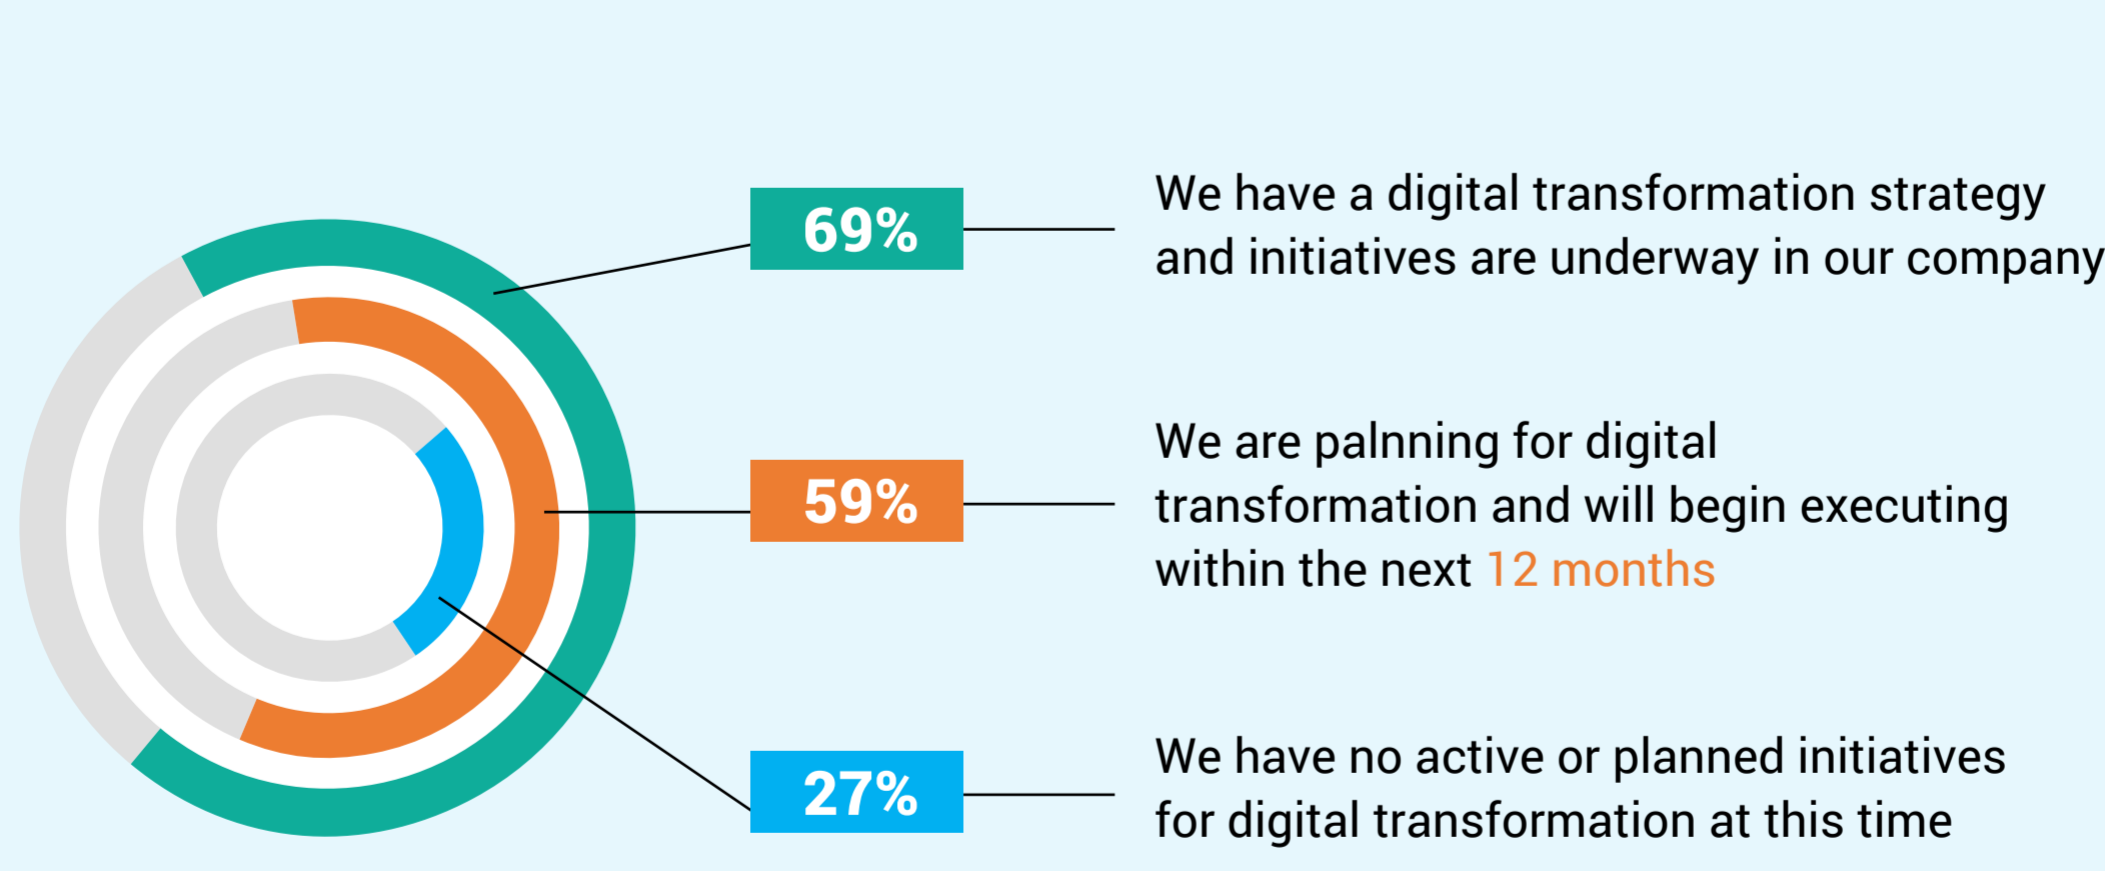 69%
We have a digital transformation strategy
and initiatives are underway in our company
59%
We are palnning for digital
transformation and will begin executing
within the next 12 months
27%
We have no active or planned initiatives
for digital transformation at this time